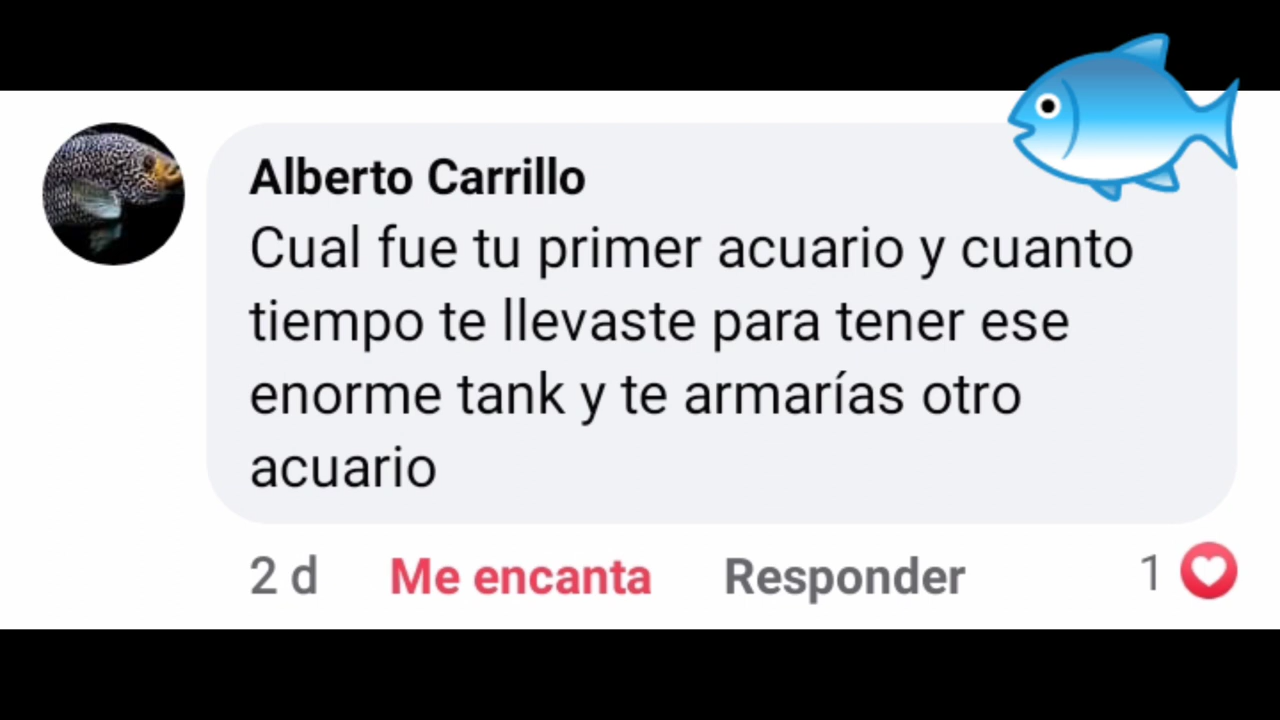 Alberto Carrillo
Cual fue tu primer acuario y cuanto
tiempo te llevaste para tener ese
enorme tank y te armarías otro
acuario
2 d Me encanta Responder 1